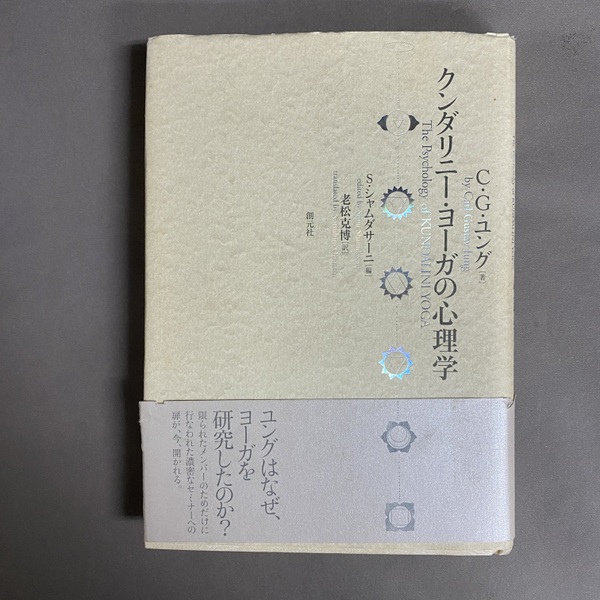 クンダリニー・ヨーガの心理学
The Psychology of KUNDALINI YOGA
C・G・ユング[著]
by Carl Gustav Jung
S・シャムダサーニ[編]
edited by
老松克博[訳]
translated by
創元社
ユングはなぜ、
ヨーガを
研究したのか?
限られたメンバーのためだけに
行なわれた濃密なセミナーへの
扉が、今、開かれる。